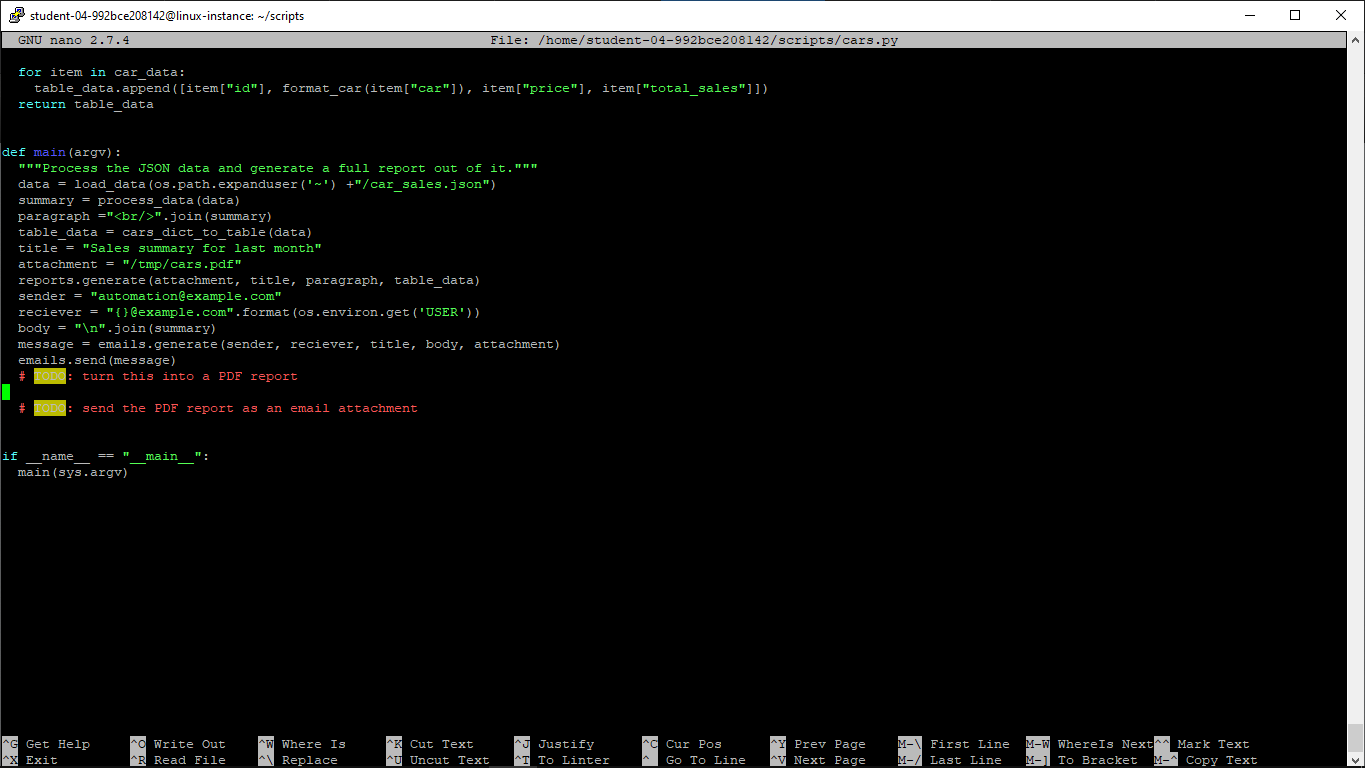 student-04-992bce208142@linux-instance: ~/scripts
GNU nano 2.7.4 File: /home/student-04-992bce208142/scripts/cars.py
for item in car_data:
table_data.append([item["id"], format_car(item["car"]), item["price"], item["total_sales"]])
return table_data
def main(argv):
"""Process the JSON data and generate a full report out of it."""
data = load_data(os.path.expanduser('~') +"/car_sales.json")
summary = process_data(data)
paragraph ="<br/>".join(summary)
table_data = cars_dict_to_table(data)
title = "Sales summary for last month"
attachment = "/tmp/cars.pdf"
reports.generate(attachment, title, paragraph, table_data)
sender = "automation@example.com"
reciever = "{}@example.com".format(os.environ.get('USER'))
body = "\n".join(summary)
message = emails.generate(sender, reciever, title, body, attachment)
emails.send(message)
# TODO: turn this into a PDF report
# TODO: send the PDF report as an email attachment
if __name__ == "__main__":
main(sys.argv)
^G Get Help ^O Write Out ^W Where Is ^K Cut Text ^J Justify ^C Cur Pos ^Y Prev Page M-\ First Line M-W WhereIs Next ^^ Mark Text
^X Exit ^R Read File ^\ Replace ^U Uncut Text ^T To Linter ^_ Go To Line ^V Next Page M-/ Last Line M-] To Bracket M-^ Copy Text